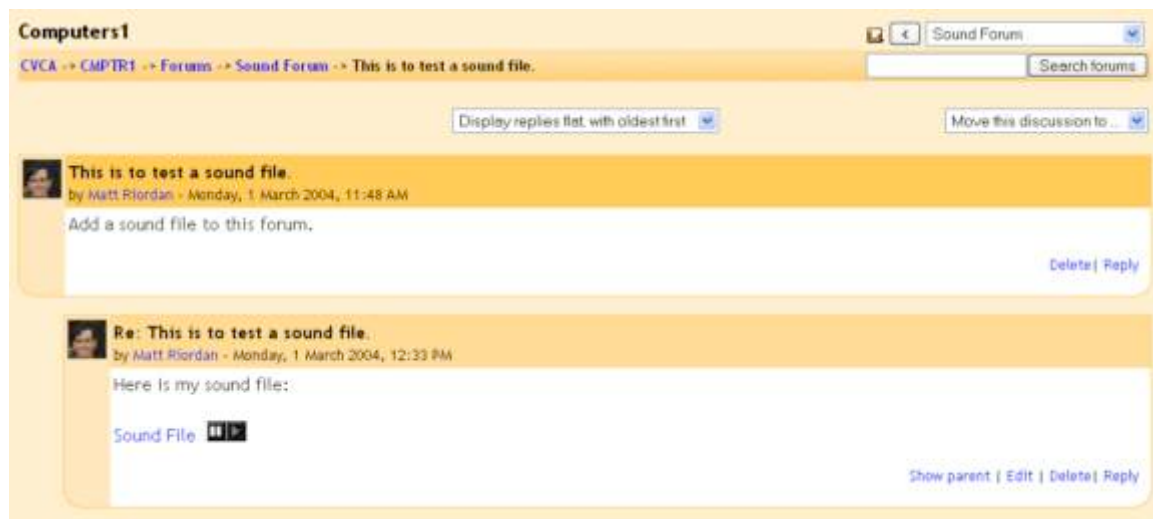 Computers1
<
Sound Forum
CVCA -> CMPTR1 -> Forums -> Sound Forum -> This is to test a sound file.
Search forums
Display replies flat, with oldest first
Move this discussion to ...
This is to test a sound file.
by Matt Riordan - Monday, 1 March 2004, 11:48 AM
Add a sound file to this forum.
Delete | Reply
Re: This is to test a sound file.
by Matt Riordan - Monday, 1 March 2004, 12:33 PM
Here is my sound file:
Sound File
Show parent | Edit | Delete | Reply